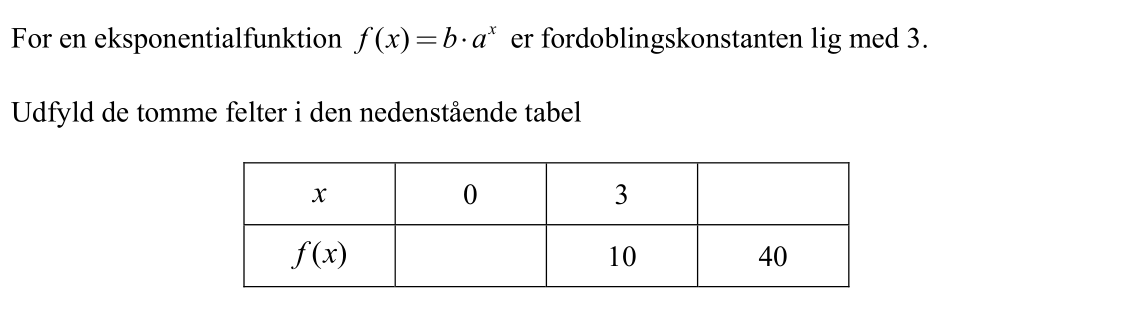 For en eksponentialfunktion f(x)=b·aˣ er fordoblingskonstanten lig med 3.
Udfyld de tomme felter i den nedenstående tabel
x 0 3
f(x) 10 40